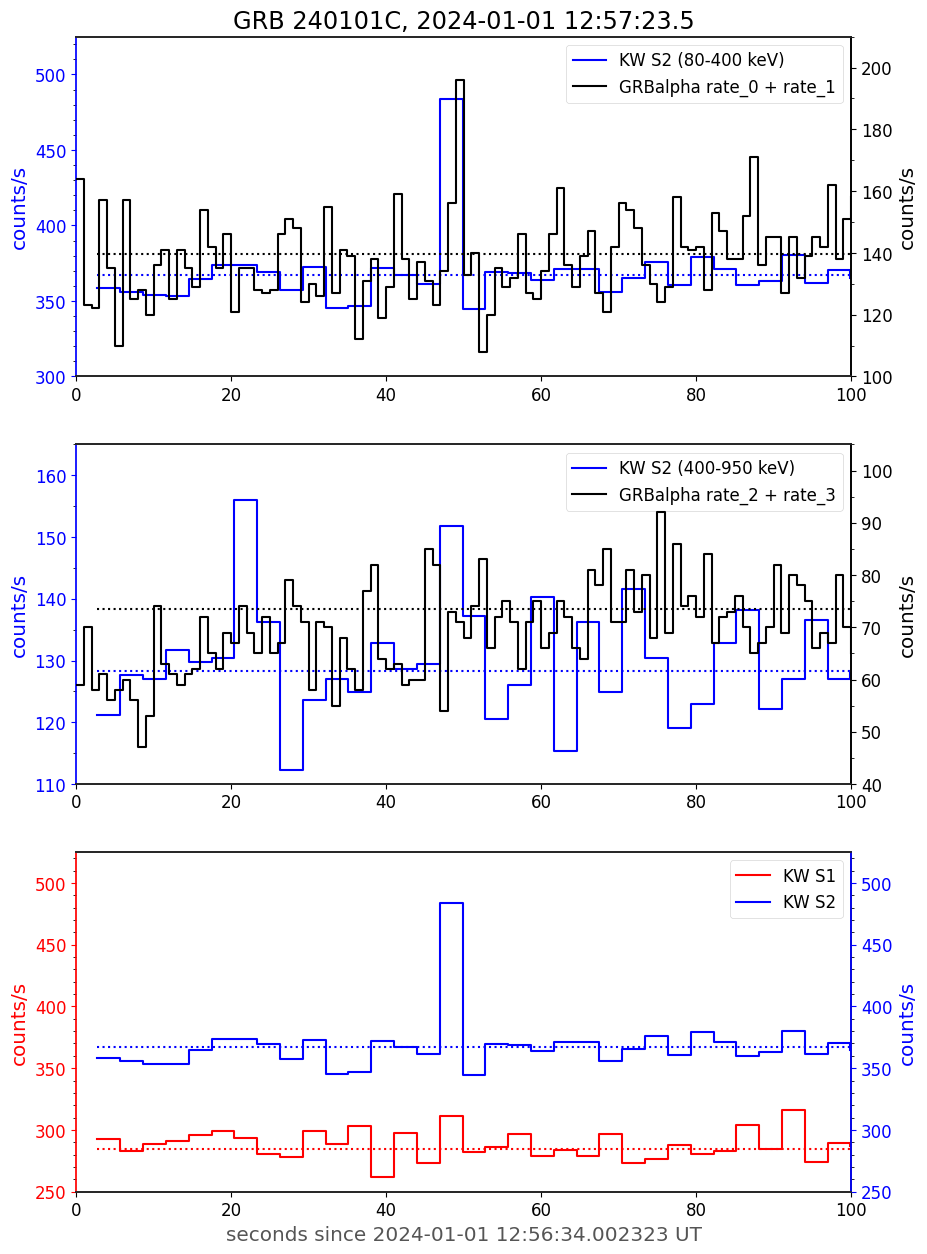 GRB 240101C, 2024-01-01 12:57:23.5
KW S2 (80-400 keV)
GRBalpha rate_0 + rate_1
counts/s
counts/s
500
450
400
350
300
200
180
160
140
120
100
0 20 40 60 80 100
KW S2 (400-950 keV)
GRBalpha rate_2 + rate_3
counts/s
counts/s
160
150
140
130
120
110
100
90
80
70
60
50
40
0 20 40 60 80 100
KW S1
KW S2
counts/s
counts/s
500
450
400
350
300
250
500
450
400
350
300
250
0 20 40 60 80 100
seconds since 2024-01-01 12:56:34.002323 UT